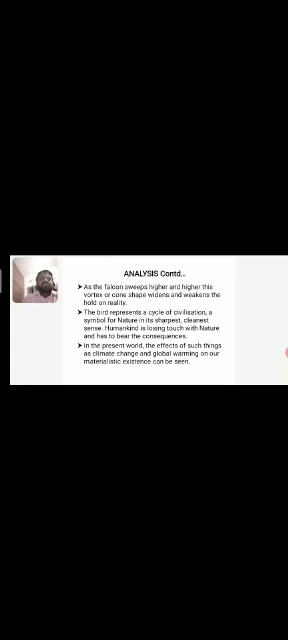 ANALYSIS Contd...
➤ As the falcon sweeps higher and higher this
vortex or cone shape widens and weakens the
hold on reality.
➤ The bird represents a cycle of civilisation, a
symbol for Nature in its sharpest, cleanest
sense. Humankind is losing touch with Nature
and has to bear the consequences.
➤ In the present world, the effects of such things
as climate change and global warming on our
materialistic existence can be seen.